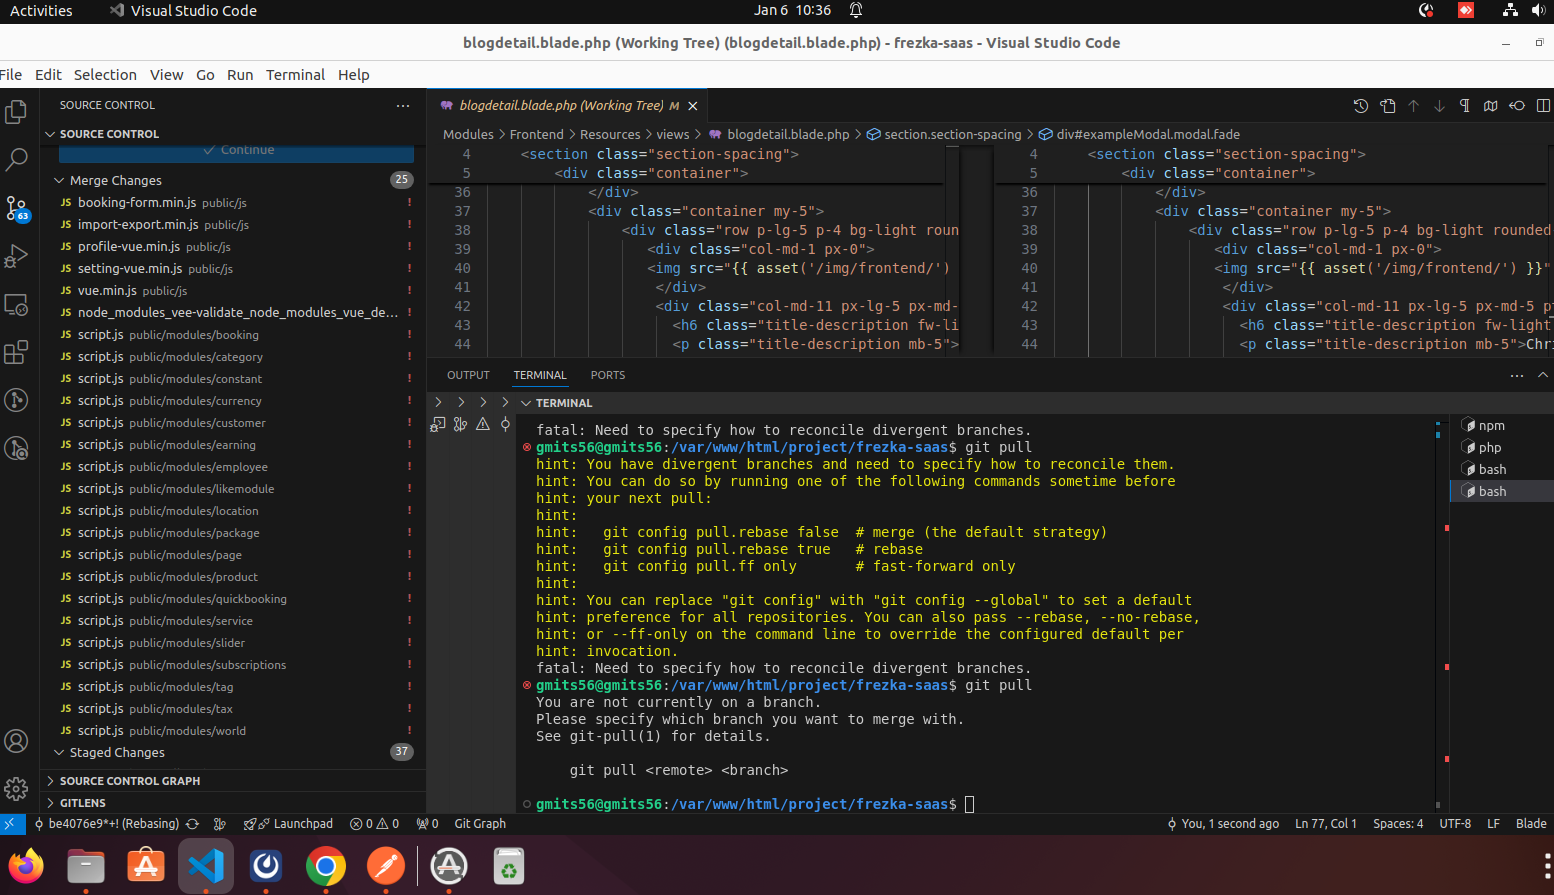 Activities
Visual Studio Code
Jan 6 10:36
blogdetail.blade.php (Working Tree) (blogdetail.blade.php) - frezka-saas - Visual Studio Code
File Edit Selection View Go Run Terminal Help
SOURCE CONTROL
SOURCE CONTROL
Continue
Merge Changes 25
booking-form.min.js public/js !
import-export.min.js public/js !
profile-vue.min.js public/js !
setting-vue.min.js public/js !
vue.min.js public/js !
node_modules_vee-validate_node_modules_vue_de... !
script.js public/modules/booking !
script.js public/modules/category !
script.js public/modules/constant !
script.js public/modules/currency !
script.js public/modules/customer !
script.js public/modules/earning !
script.js public/modules/employee !
script.js public/modules/likemodule !
script.js public/modules/location !
script.js public/modules/package !
script.js public/modules/page !
script.js public/modules/product !
script.js public/modules/quickbooking !
script.js public/modules/service !
script.js public/modules/slider !
script.js public/modules/subscriptions !
script.js public/modules/tag !
script.js public/modules/tax !
script.js public/modules/world !
Staged Changes 37
SOURCE CONTROL GRAPH
GITLENS
63
blogdetail.blade.php (Working Tree) M
Modules > Frontend > Resources > views > blogdetail.blade.php > section.section-spacing > div#exampleModal.modal.fade
4 <section class="section-spacing">
5 <div class="container">
36 </div>
37 <div class="container my-5">
38 <div class="row p-lg-5 p-4 bg-light roun
39 <div class="col-md-1 px-0">
40 <img src="{{ asset('/img/frontend/')
41 </div>
42 <div class="col-md-11 px-lg-5 px-md-
43 <h6 class="title-description fw-li
44 <p class="title-description mb-5">
4 <section class="section-spacing">
5 <div class="container">
36 </div>
37 <div class="container my-5">
38 <div class="row p-lg-5 p-4 bg-light rounded
39 <div class="col-md-1 px-0">
40 <img src="{{ asset('/img/frontend/') }}"
41 </div>
42 <div class="col-md-11 px-lg-5 px-md-5 p
43 <h6 class="title-description fw-light
44 <p class="title-description mb-5">Chri
OUTPUT TERMINAL PORTS
TERMINAL
fatal: Need to specify how to reconcile divergent branches.
gmits56@gmits56:/var/www/html/project/frezka-saas$ git pull
hint: You have divergent branches and need to specify how to reconcile them.
hint: You can do so by running one of the following commands sometime before
hint: your next pull:
hint:
hint:   git config pull.rebase false  # merge (the default strategy)
hint:   git config pull.rebase true   # rebase
hint:   git config pull.ff only       # fast-forward only
hint:
hint: You can replace "git config" with "git config --global" to set a default
hint: preference for all repositories. You can also pass --rebase, --no-rebase,
hint: or --ff-only on the command line to override the configured default per
hint: invocation.
fatal: Need to specify how to reconcile divergent branches.
gmits56@gmits56:/var/www/html/project/frezka-saas$ git pull
You are not currently on a branch.
Please specify which branch you want to merge with.
See git-pull(1) for details.
git pull <remote> <branch>
gmits56@gmits56:/var/www/html/project/frezka-saas$
npm
php
bash
bash
be4076e9*+! (Rebasing) Launchpad 0 0 0 Git Graph You, 1 second ago Ln 77, Col 1 Spaces: 4 UTF-8 LF Blade